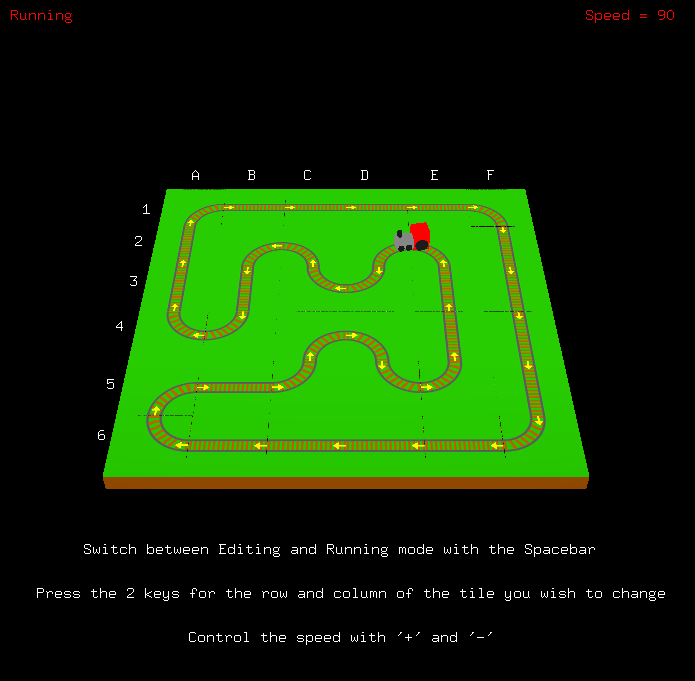 Running Speed = 90
A B C D E F
1
2
3
4
5
6
Switch between Editing and Running mode with the Spacebar
Press the 2 keys for the row and column of the tile you wish to change
Control the speed with '+' and '-'